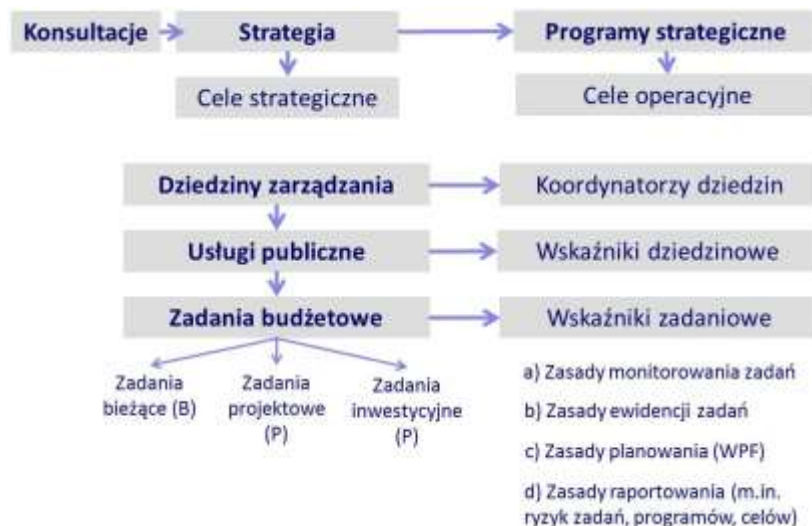 Konsultacje
Strategia
Programy strategiczne
Cele strategiczne
Cele operacyjne
Dziedziny zarządzania
Koordynatorzy dziedzin
Usługi publiczne
Wskaźniki dziedzinowe
Zadania budżetowe
Wskaźniki zadaniowe
Zadania
bieżące (B)
Zadania
projektowe
(P)
Zadania
inwestycyjne
(P)
a) Zasady monitorowania zadań
b) Zasady ewidencji zadań
c) Zasady planowania (WPF)
d) Zasady raportowania (m.in.
ryzyk zadań, programów, celów)